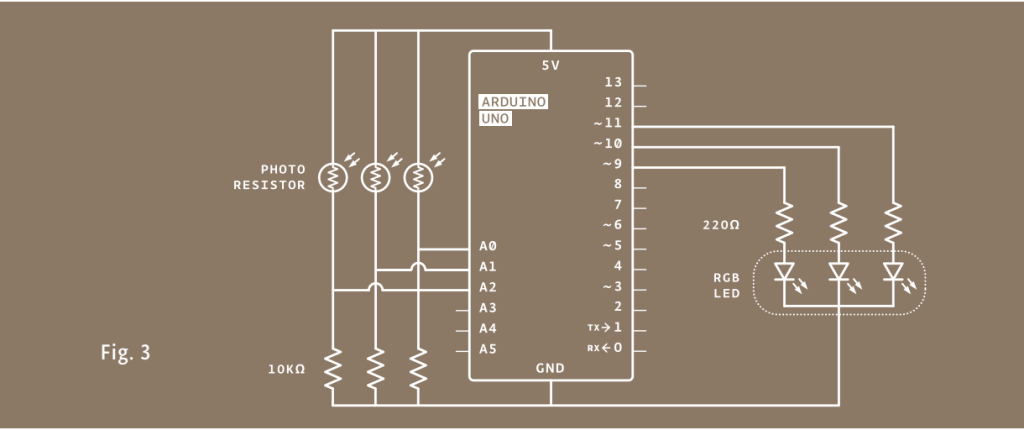 5V
ARDUINO
UNO
13
12
~11
~10
~9
8
7
~6
~5
4
~3
2
TX→1
RX←0
A0
A1
A2
A3
A4
A5
GND
PHOTO
RESISTOR
10KΩ
220Ω
RGB
LED
Fig. 3